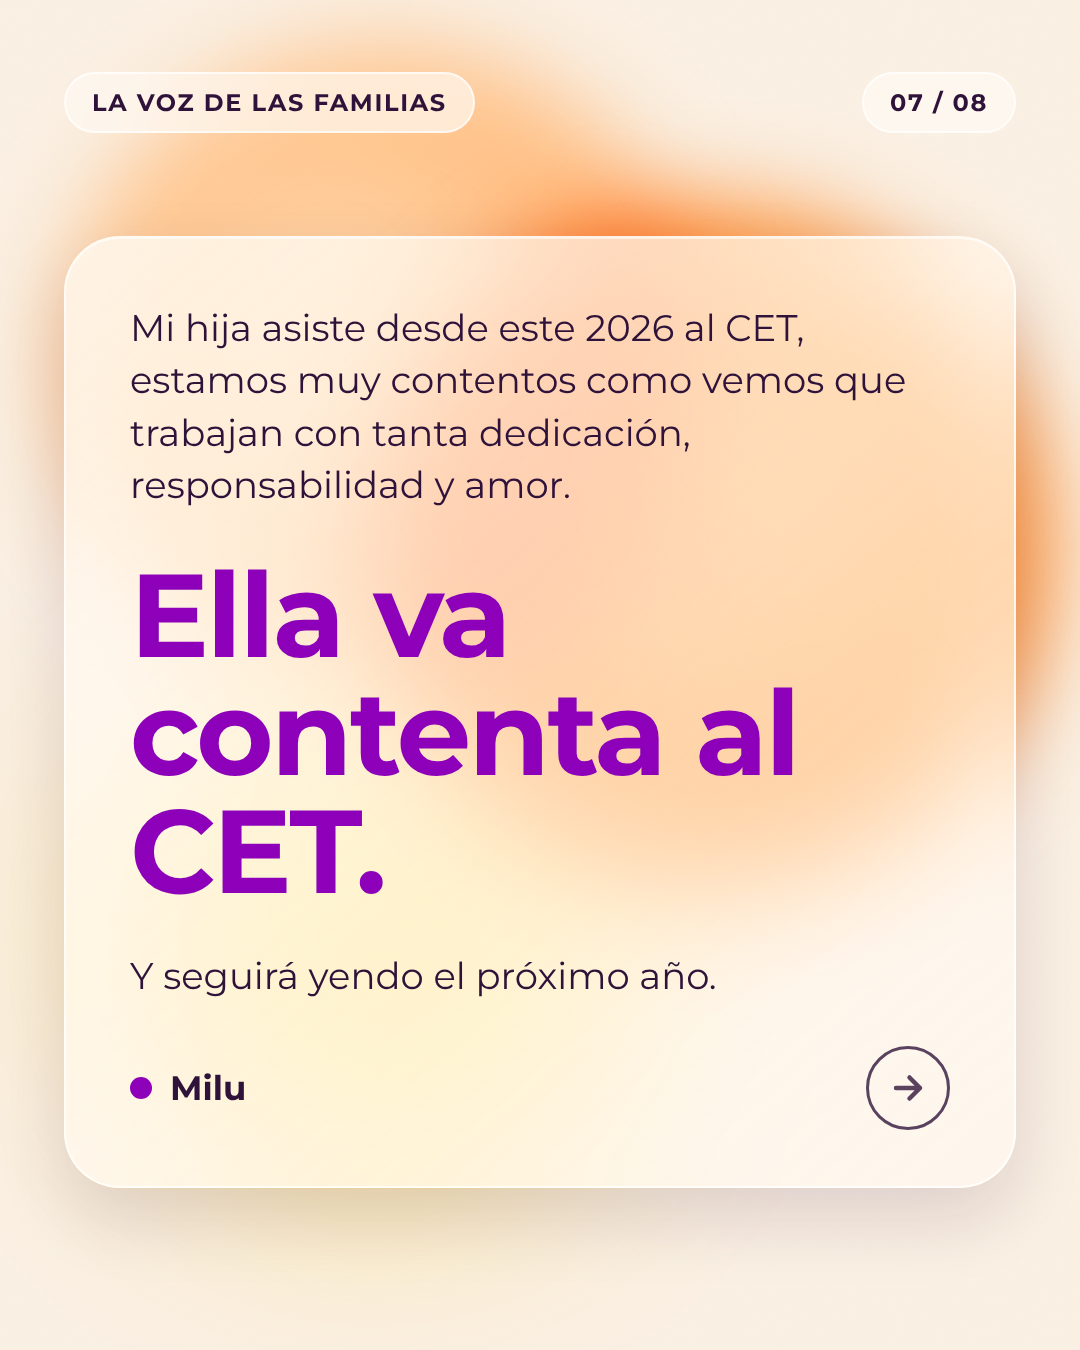 LA VOZ DE LAS FAMILIAS
07 / 08
Mi hija asiste desde este 2026 al CET,
estamos muy contentos como vemos que
trabajan con tanta dedicación,
responsabilidad y amor.
Ella va
contenta al
CET.
Y seguirá yendo el próximo año.
Milu